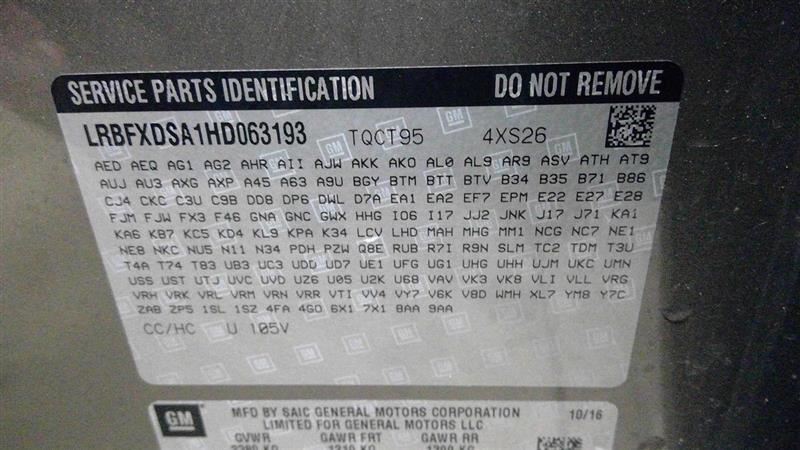 SERVICE PARTS IDENTIFICATION DO NOT REMOVE
LRBFXDSA1HD063193 TQCT95 4XS26
AED AEQ AG1 AG2 AHR AII AJW AKK AKO AL0 AL9 AR9 ASV ATH AT9
AUJ AU3 AXG AXP A45 A63 A9U BGY BTM BTT BTV B34 B35 B71 B86
CJ4 CKC C3U C9B DD8 DP6 DWL D7A EA1 EA2 EF7 EPM E22 E27 E28
FJM FJW FX3 F46 GNA GNC GWX HHG IO6 I17 JJ2 JNK J17 J71 KA1
KA6 KB7 KC5 KD4 KL9 KPA K34 LCV LHD MAH MHG MM1 NCG NC7 NE1
NE8 NKC NU5 N11 N34 PDH PZW Q8E RUB R7I R9N SLM TC2 TDM T3U
T4A T74 T83 UB3 UC3 UDD UD7 UE1 UFG UG1 UHG UHH UJM UKC UMN
USS UST UTJ UVC UVD UZ6 U05 U2K U68 VAV VK3 VK8 VLI VLL VRG
VRH VRK VRL VRM VRN VRR VTI VV4 VY7 V6K V8D WMH XL7 YM8 Y7C
ZAB ZP5 1SL 1SZ 4FA 4G0 6X1 7X1 8AA 9AA
CC/HC U 105V
GM MFD BY SAIC GENERAL MOTORS CORPORATION 10/16
LIMITED FOR GENERAL MOTORS LLC
GVWR GAWR FRT GAWR RR